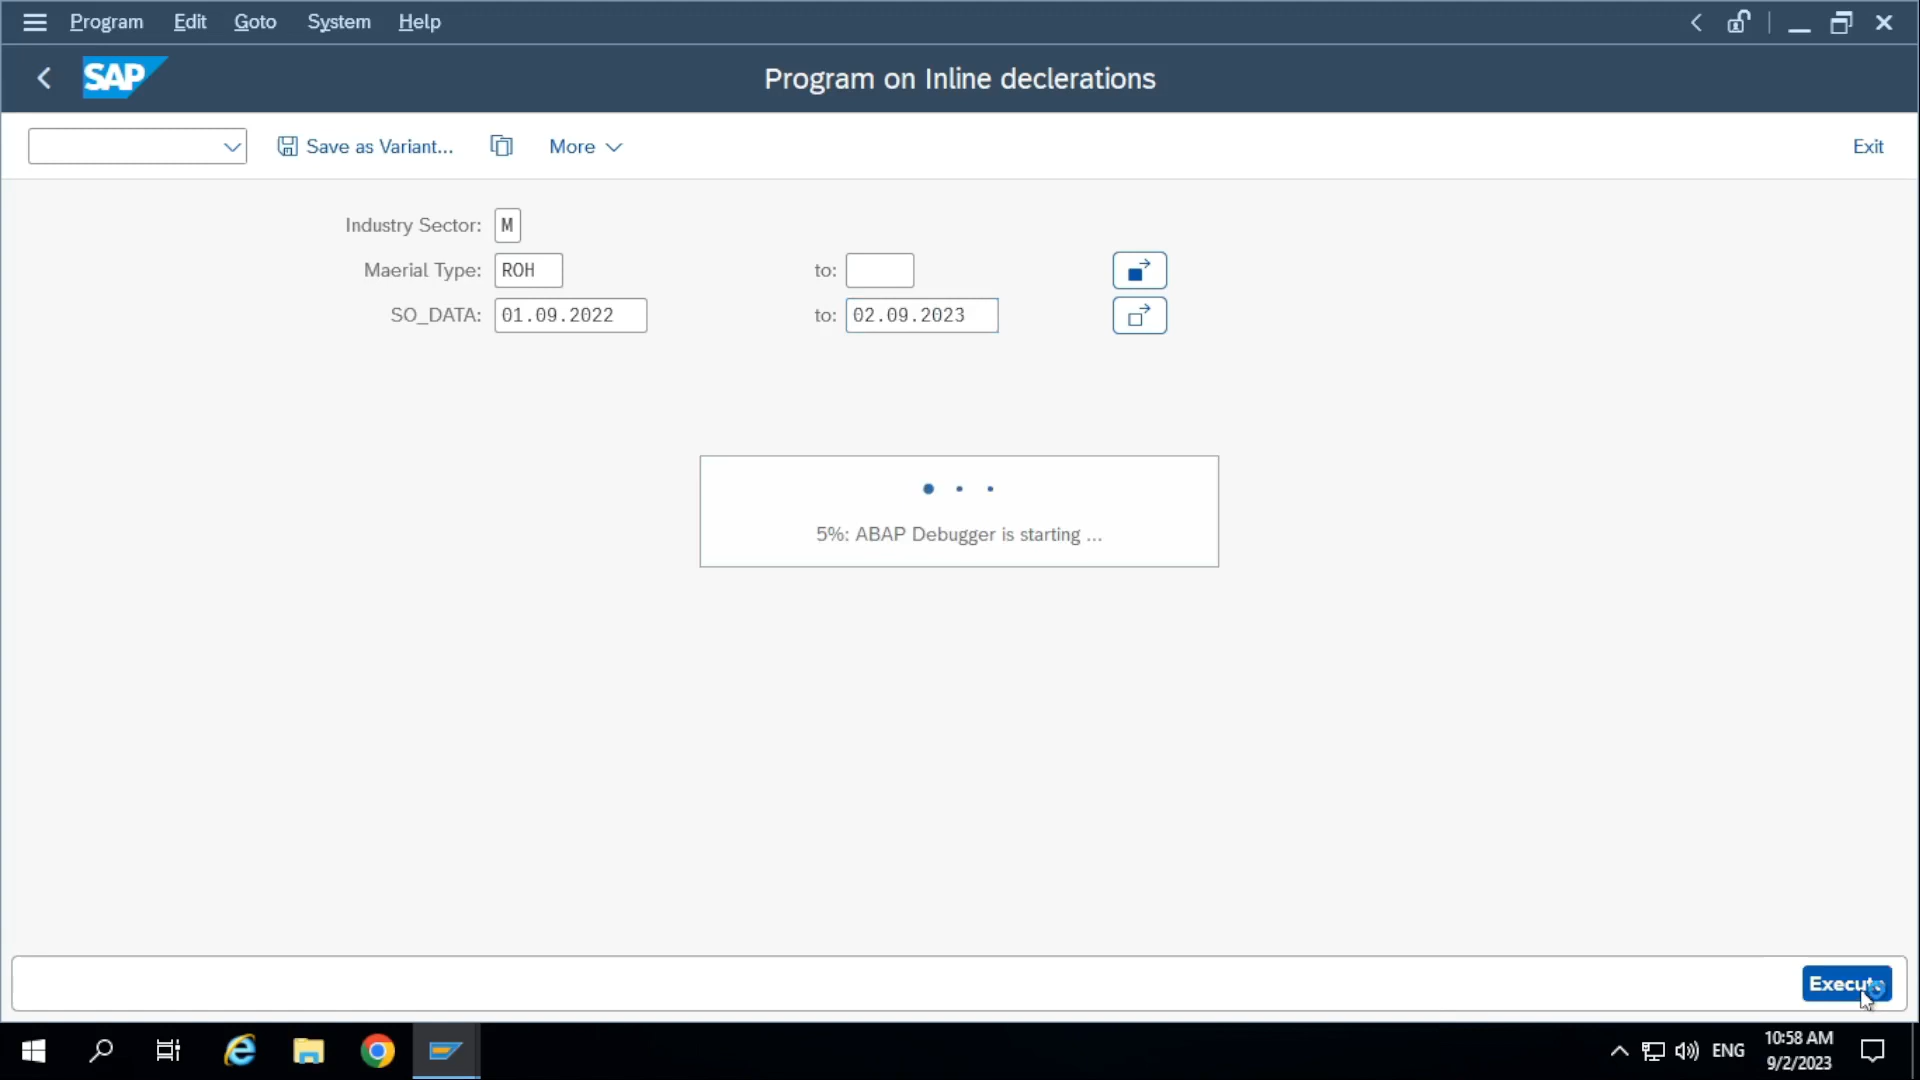 Program Edit Goto System Help
SAP
Program on Inline declerations
Save as Variant... More Exit
Industry Sector: M
Maerial Type: ROH to:
SO_DATA: 01.09.2022 to: 02.09.2023
5%: ABAP Debugger is starting ...
Execute
ENG
10:58 AM
9/2/2023